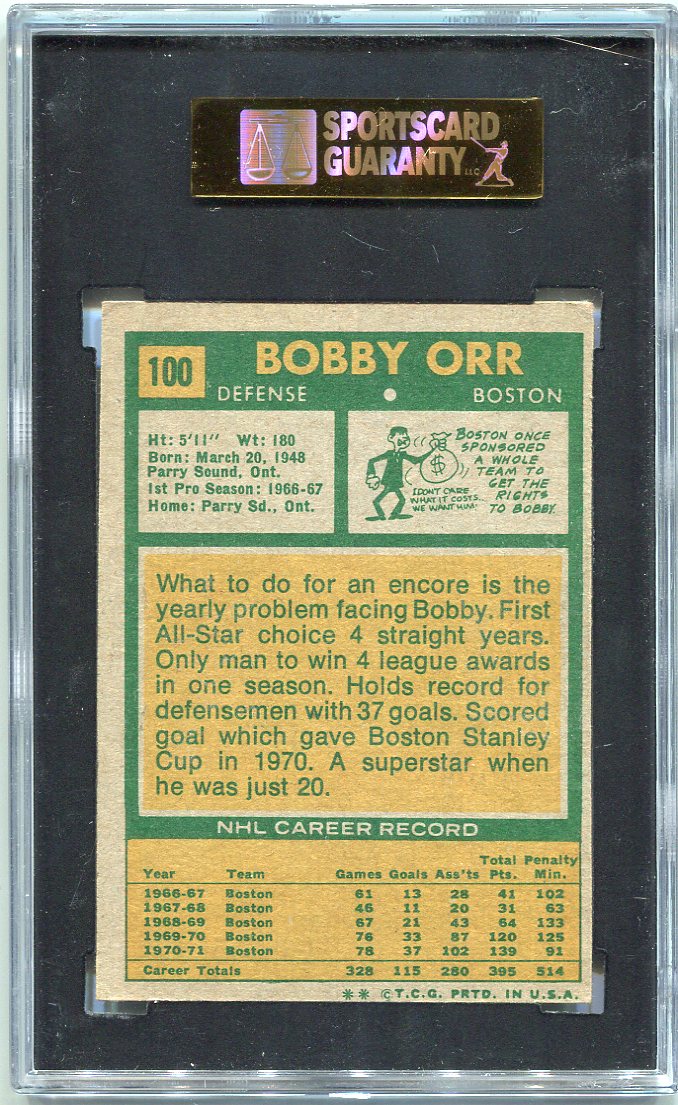 SPORTSCARD
GUARANTY LLC
100 BOBBY ORR
DEFENSE • BOSTON
Ht: 5'11" Wt: 180
Born: March 20, 1948
Parry Sound, Ont.
1st Pro Season: 1966-67
Home: Parry Sd., Ont.
$
I DON'T CARE
WHAT IT COSTS...
WE WANT HIM!
BOSTON ONCE
SPONSORED
A WHOLE
TEAM TO
GET THE
RIGHTS
TO BOBBY.
What to do for an encore is the
yearly problem facing Bobby. First
All-Star choice 4 straight years.
Only man to win 4 league awards
in one season. Holds record for
defensemen with 37 goals. Scored
goal which gave Boston Stanley
Cup in 1970. A superstar when
he was just 20.
NHL CAREER RECORD
Total Penalty
Year Team Games Goals Ass'ts Pts. Min.
1966-67 Boston 61 13 28 41 102
1967-68 Boston 46 11 20 31 63
1968-69 Boston 67 21 43 64 133
1969-70 Boston 76 33 87 120 125
1970-71 Boston 78 37 102 139 91
Career Totals 328 115 280 395 514
** © T.C.G. PRTD. IN U.S.A.